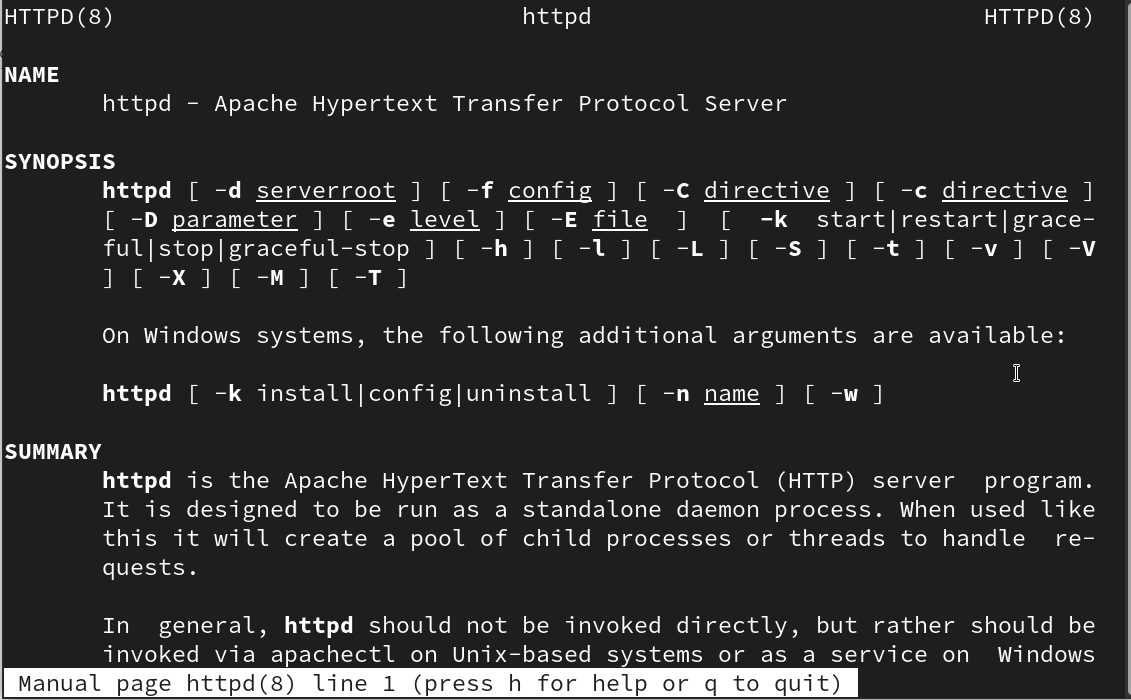 HTTPD(8) httpd HTTPD(8)
NAME
httpd - Apache Hypertext Transfer Protocol Server
SYNOPSIS
httpd [ -d serverroot ] [ -f config ] [ -C directive ] [ -c directive ]
[ -D parameter ] [ -e level ] [ -E file ] [ -k start|restart|grace-
ful|stop|graceful-stop ] [ -h ] [ -l ] [ -L ] [ -S ] [ -t ] [ -v ] [ -V
] [ -X ] [ -M ] [ -T ]
On Windows systems, the following additional arguments are available:
httpd [ -k install|config|uninstall ] [ -n name ] [ -w ]
SUMMARY
httpd is the Apache HyperText Transfer Protocol (HTTP) server program.
It is designed to be run as a standalone daemon process. When used like
this it will create a pool of child processes or threads to handle re-
quests.
In general, httpd should not be invoked directly, but rather should be
invoked via apachectl on Unix-based systems or as a service on Windows
Manual page httpd(8) line 1 (press h for help or q to quit)